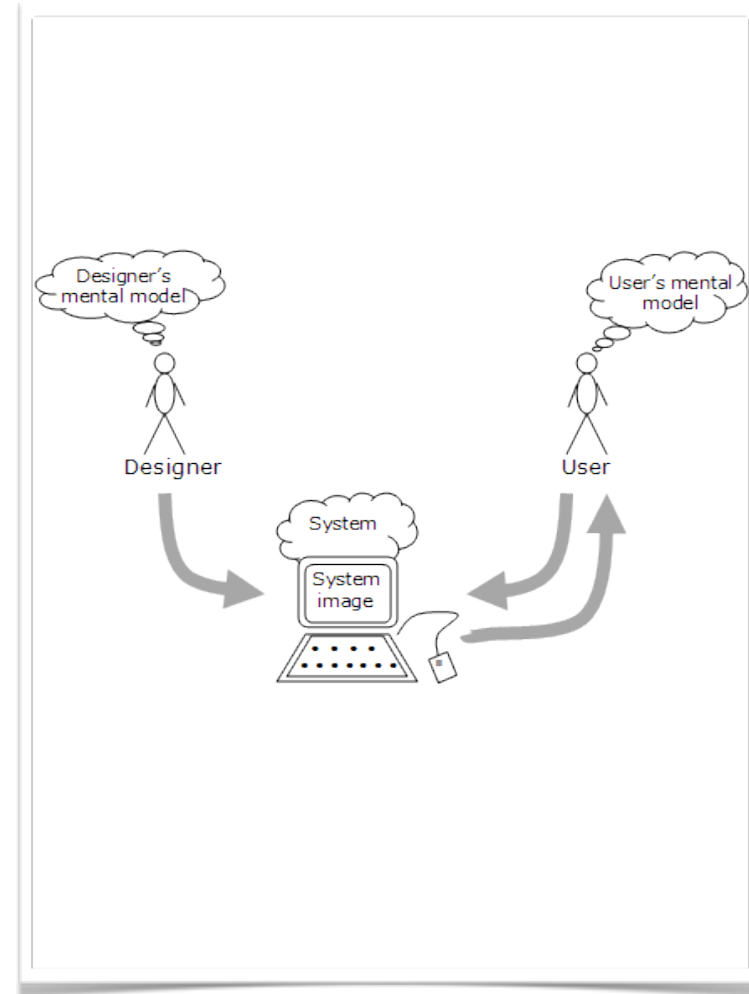 Designer's
mental model
User's mental
model
Designer
User
System
System
image